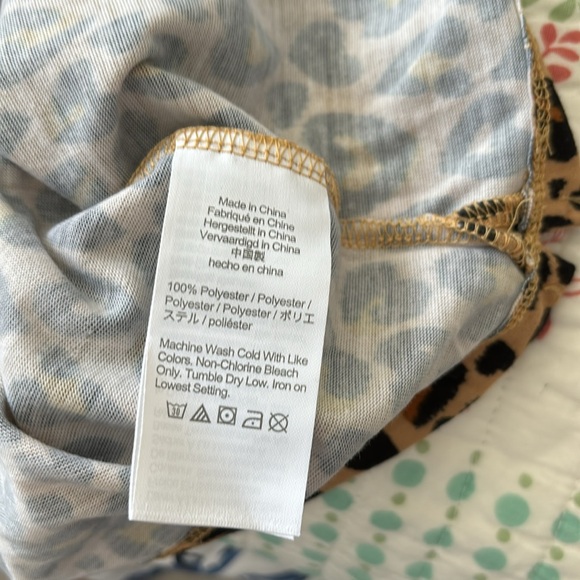 Made in China
Fabriqué en Chine
Hergestellt in China
Vervaardigd in China
中国製
hecho en china
100% Polyester / Polyester /
Polyester / Polyester / ポリエ
ステル / poliéster
Machine Wash Cold With Like
Colors. Non-Chlorine Bleach
Only. Tumble Dry Low. Iron on
Lowest Setting.
30